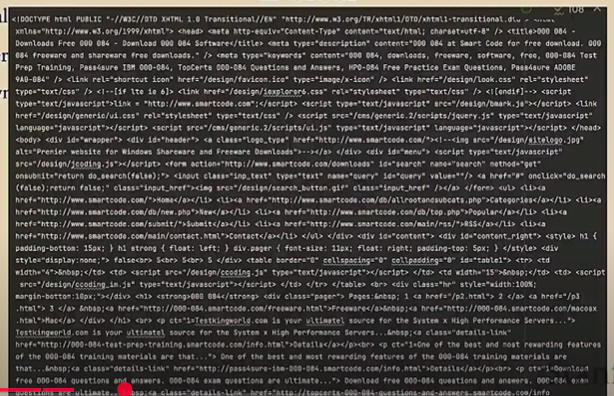 <!DOCTYPE html PUBLIC "-//W3C//DTD XHTML 1.0 Transitional//EN" "http://www.w3.org/TR/xhtml1/DTD/xhtml1-transitional.dtd"> <html
xmlns="http://www.w3.org/1999/xhtml"> <head> <meta http-equiv="Content-Type" content="text/html; charset=utf-8" /> <title>000 084 -
Downloads Free 000 084 - Download 000 084 Software</title> <meta type="description" content="000 084 at Smart Code for free download. 000
084 freeware and shareware free downloads." /> <meta type="keywords" content="000 084, downloads, freeware, software, free, 000-084 Test
Prep Training, Pass4sure IBM 000-084, TopCerts 000-084 Questions and Answers, HP0-084 Free Practice Exam Questions, Pass4sure ADOBE
9A0-084" /> <link rel="shortcut icon" href="/design/favicon.ico" type="image/x-icon" /> <link href="/design/look.css" rel="stylesheet"
type="text/css" /> <!--[if lte ie 6]> <link href="/design/iexplorer6.css" rel="stylesheet" type="text/css" /> <![endif]--> <script
type="text/javascript">link = "http://www.smartcode.com";</script> <script type="text/javascript" src="/design/bmark.js"></script> <link
href="/design/generic/ui.css" rel="stylesheet" type="text/css" /> <script src="/cms/generic.2/scripts/jquery.js" type="text/javascript"
language="javascript"></script> <script src="/cms/generic.2/scripts/ui.js" type="text/javascript" language="javascript"></script> </head>
<body> <div id="wrapper"> <div id="header"> <a class="logo_type" href="http://www.smartcode.com/"><!--<img src="/design/sitelogo.jpg"
alt=Premier website for Windows Shareware and Freeware Downloads">--></a> </div> <div id="menu"> <script type="text/javascript"
src="/design/jcoding.js"></script> <form action="http://www.smartcode.com/downloads" id="search" name="search" method="get"
onsubmit="return do_search(false);"> <input class="inp_text" type="text" name="query" id="query" value=""/> <a href="#" onclick="do_search
(false);return false;" class="input_href"><img src="/design/search_button.gif" class="input_href" /></a> </form> <ul> <li><a
href="http://www.smartcode.com/">Home</a></li> <li><a href="http://www.smartcode.com/db/allrootandsubcats.php">Categories</a></li> <li><a
href="http://www.smartcode.com/db/new.php">New</a></li> <li><a href="http://www.smartcode.com/db/top.php">Popular</a></li> <li><a
href="http://www.smartcode.com/submit/">Submit</a></li> <li><a href="http://www.smartcode.com/rss/">RSS</a></li> <li><a
href="http://www.smartcode.com/main/contact.html">Contact</a></li> </ul> </div> <div id="content"> <div id="content_right"> <style> h1 {
padding-bottom: 15px; } h1 strong { float: left; } div.pager { font-size: 11px; float: right; padding-top: 5px; } </style> <div
style="display:none;"> false<br> S<br> S<br> 5 </div> <table border="0" cellspacing="0" cellpadding="0" id="table1"> <tr> <td
width="4">&nbsp;</td> <td> <script src="/design/ccoding.js" type="text/javascript"></script> </td> <td width="15">&nbsp;</td> <td> <script
src="/design/ccoding_im.js" type="text/javascript"></script> </td> </tr> </table> <br> <div class="hr" style="width:100%;
margin-bottom:10px;"></div> <h1> <strong>000 084</strong> <div class="pager"> Pages:&nbsp; 1 <a href="/p2.html"> 2 </a> <a href="/p3
.html"> 3 </a> <a href="http://000-084.smartcode.com/freeware.html">Freeware</a>&nbsp; <a href="http://000-084.smartcode.com/macosx
.html">Mac</a> </div> </h1> <br> <p ct="1">Testkingworld.com is your ultimatel source for the System x High Performance Servers...">
Testkingworld.com is your ultimatel source for the System x High Performance Servers...&nbsp;<a class="details-link"
href="http://000-084-test-prep-training.smartcode.com/info.html">Details</a></p><br> <p ct="1>One of the best and most rewarding features
of the 000-084 training materials are that..."> One of the best and most rewarding features of the 000-084 training materials are
that...&nbsp;<a class="details-link" href="http://pass4sure-ibm-000-084.smartcode.com/info.html">Details</a></p><br> <p ct="1>Download
free 000-084 questions and answers. 000-084 exam questions are ultimate..."> Download free 000-084 questions and answers. 000-084 exam
questions are ultimate...&nbsp;<a class="details-link" href="http://topcerts-000-084-questions-and-answers.smartcode.com/info